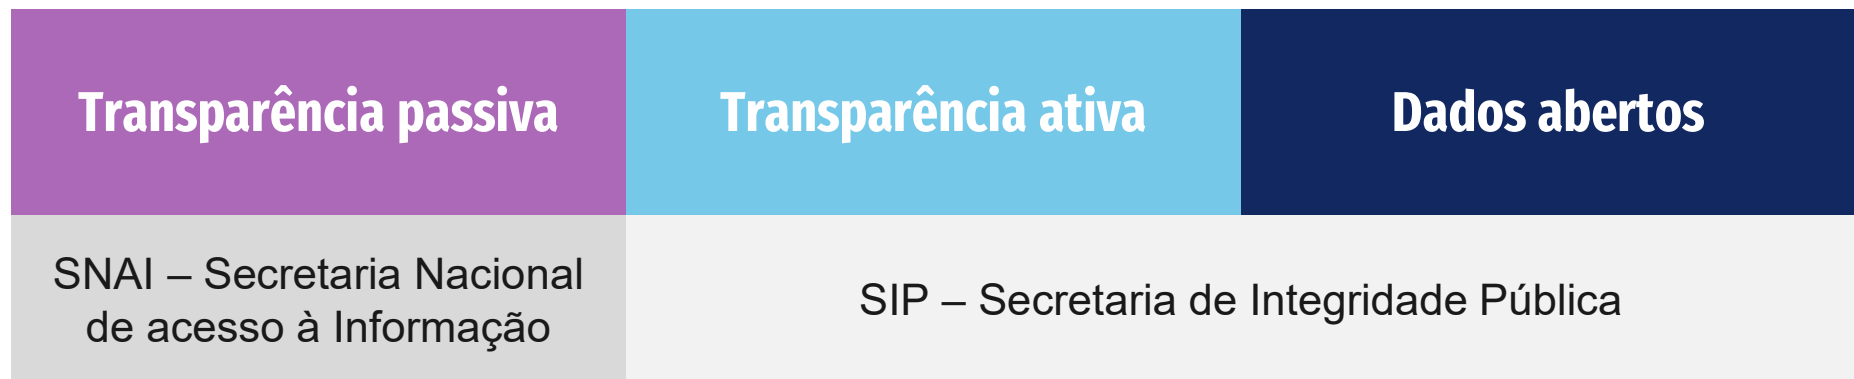 Transparência passiva
Transparência ativa
Dados abertos
SNAI – Secretaria Nacional
de acesso à Informação
SIP – Secretaria de Integridade Pública